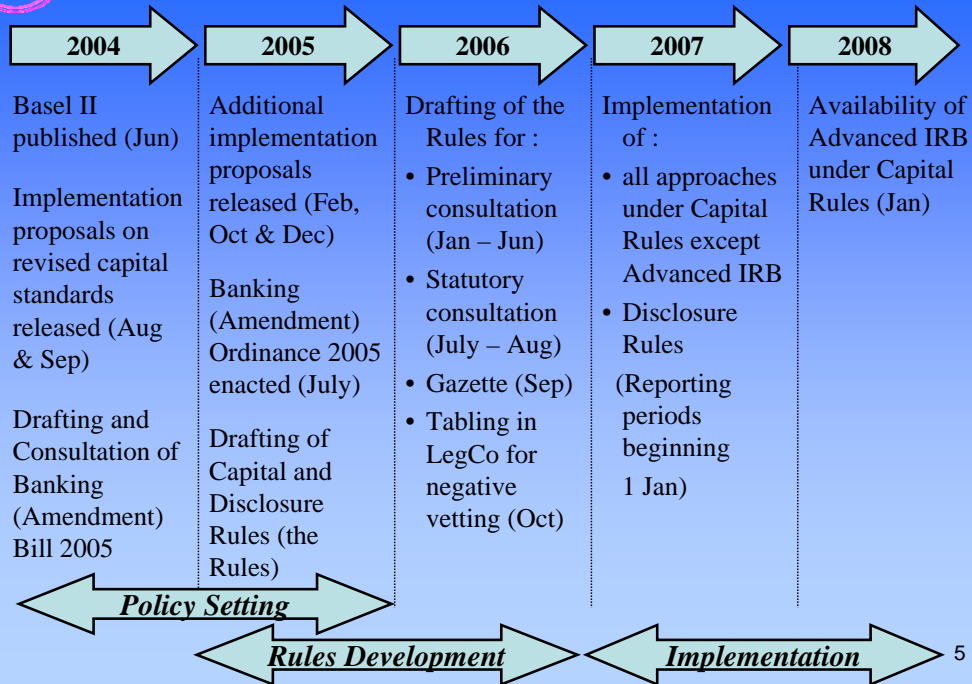 2004
2005
2006
2007
2008
Basel II
published (Jun)
Implementation
proposals on
revised capital
standards
released (Aug
& Sep)
Drafting and
Consultation of
Banking
(Amendment)
Bill 2005
Additional
implementation
proposals
released (Feb,
Oct & Dec)
Banking
(Amendment)
Ordinance 2005
enacted (July)
Drafting of
Capital and
Disclosure
Rules (the
Rules)
Drafting of the
Rules for :
• Preliminary
consultation
(Jan – Jun)
• Statutory
consultation
(July – Aug)
• Gazette (Sep)
• Tabling in
LegCo for
negative
vetting (Oct)
Implementation
of :
• all approaches
under Capital
Rules except
Advanced IRB
• Disclosure
Rules
(Reporting
periods
beginning
1 Jan)
Availability of
Advanced IRB
under Capital
Rules (Jan)
Policy Setting
Rules Development
Implementation
5